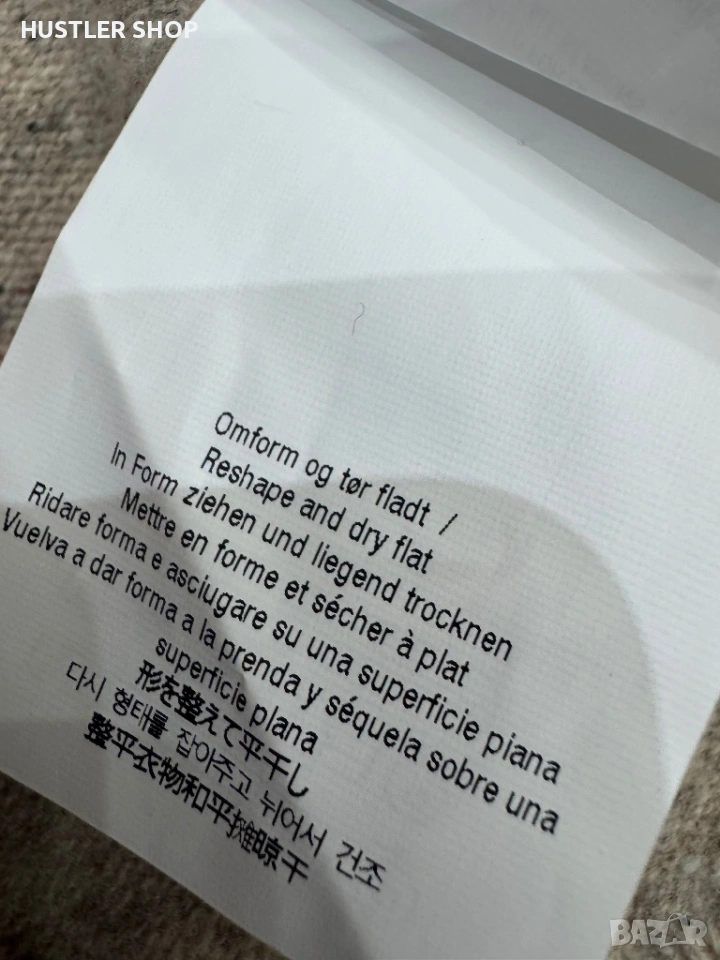 HUSTLER SHOP
Omform og tør fladt /
Reshape and dry flat
In Form ziehen und liegend trocknen
Mettre en forme et sécher à plat
Ridare forma e asciugare su una superficie piana
Vuelva a dar forma a la prenda y séquela sobre una
superficie plana
形を整えて平干し
다시 형태를 잡아주고 뉘어서 건조
整平衣物和平摊晾干
BAZAR